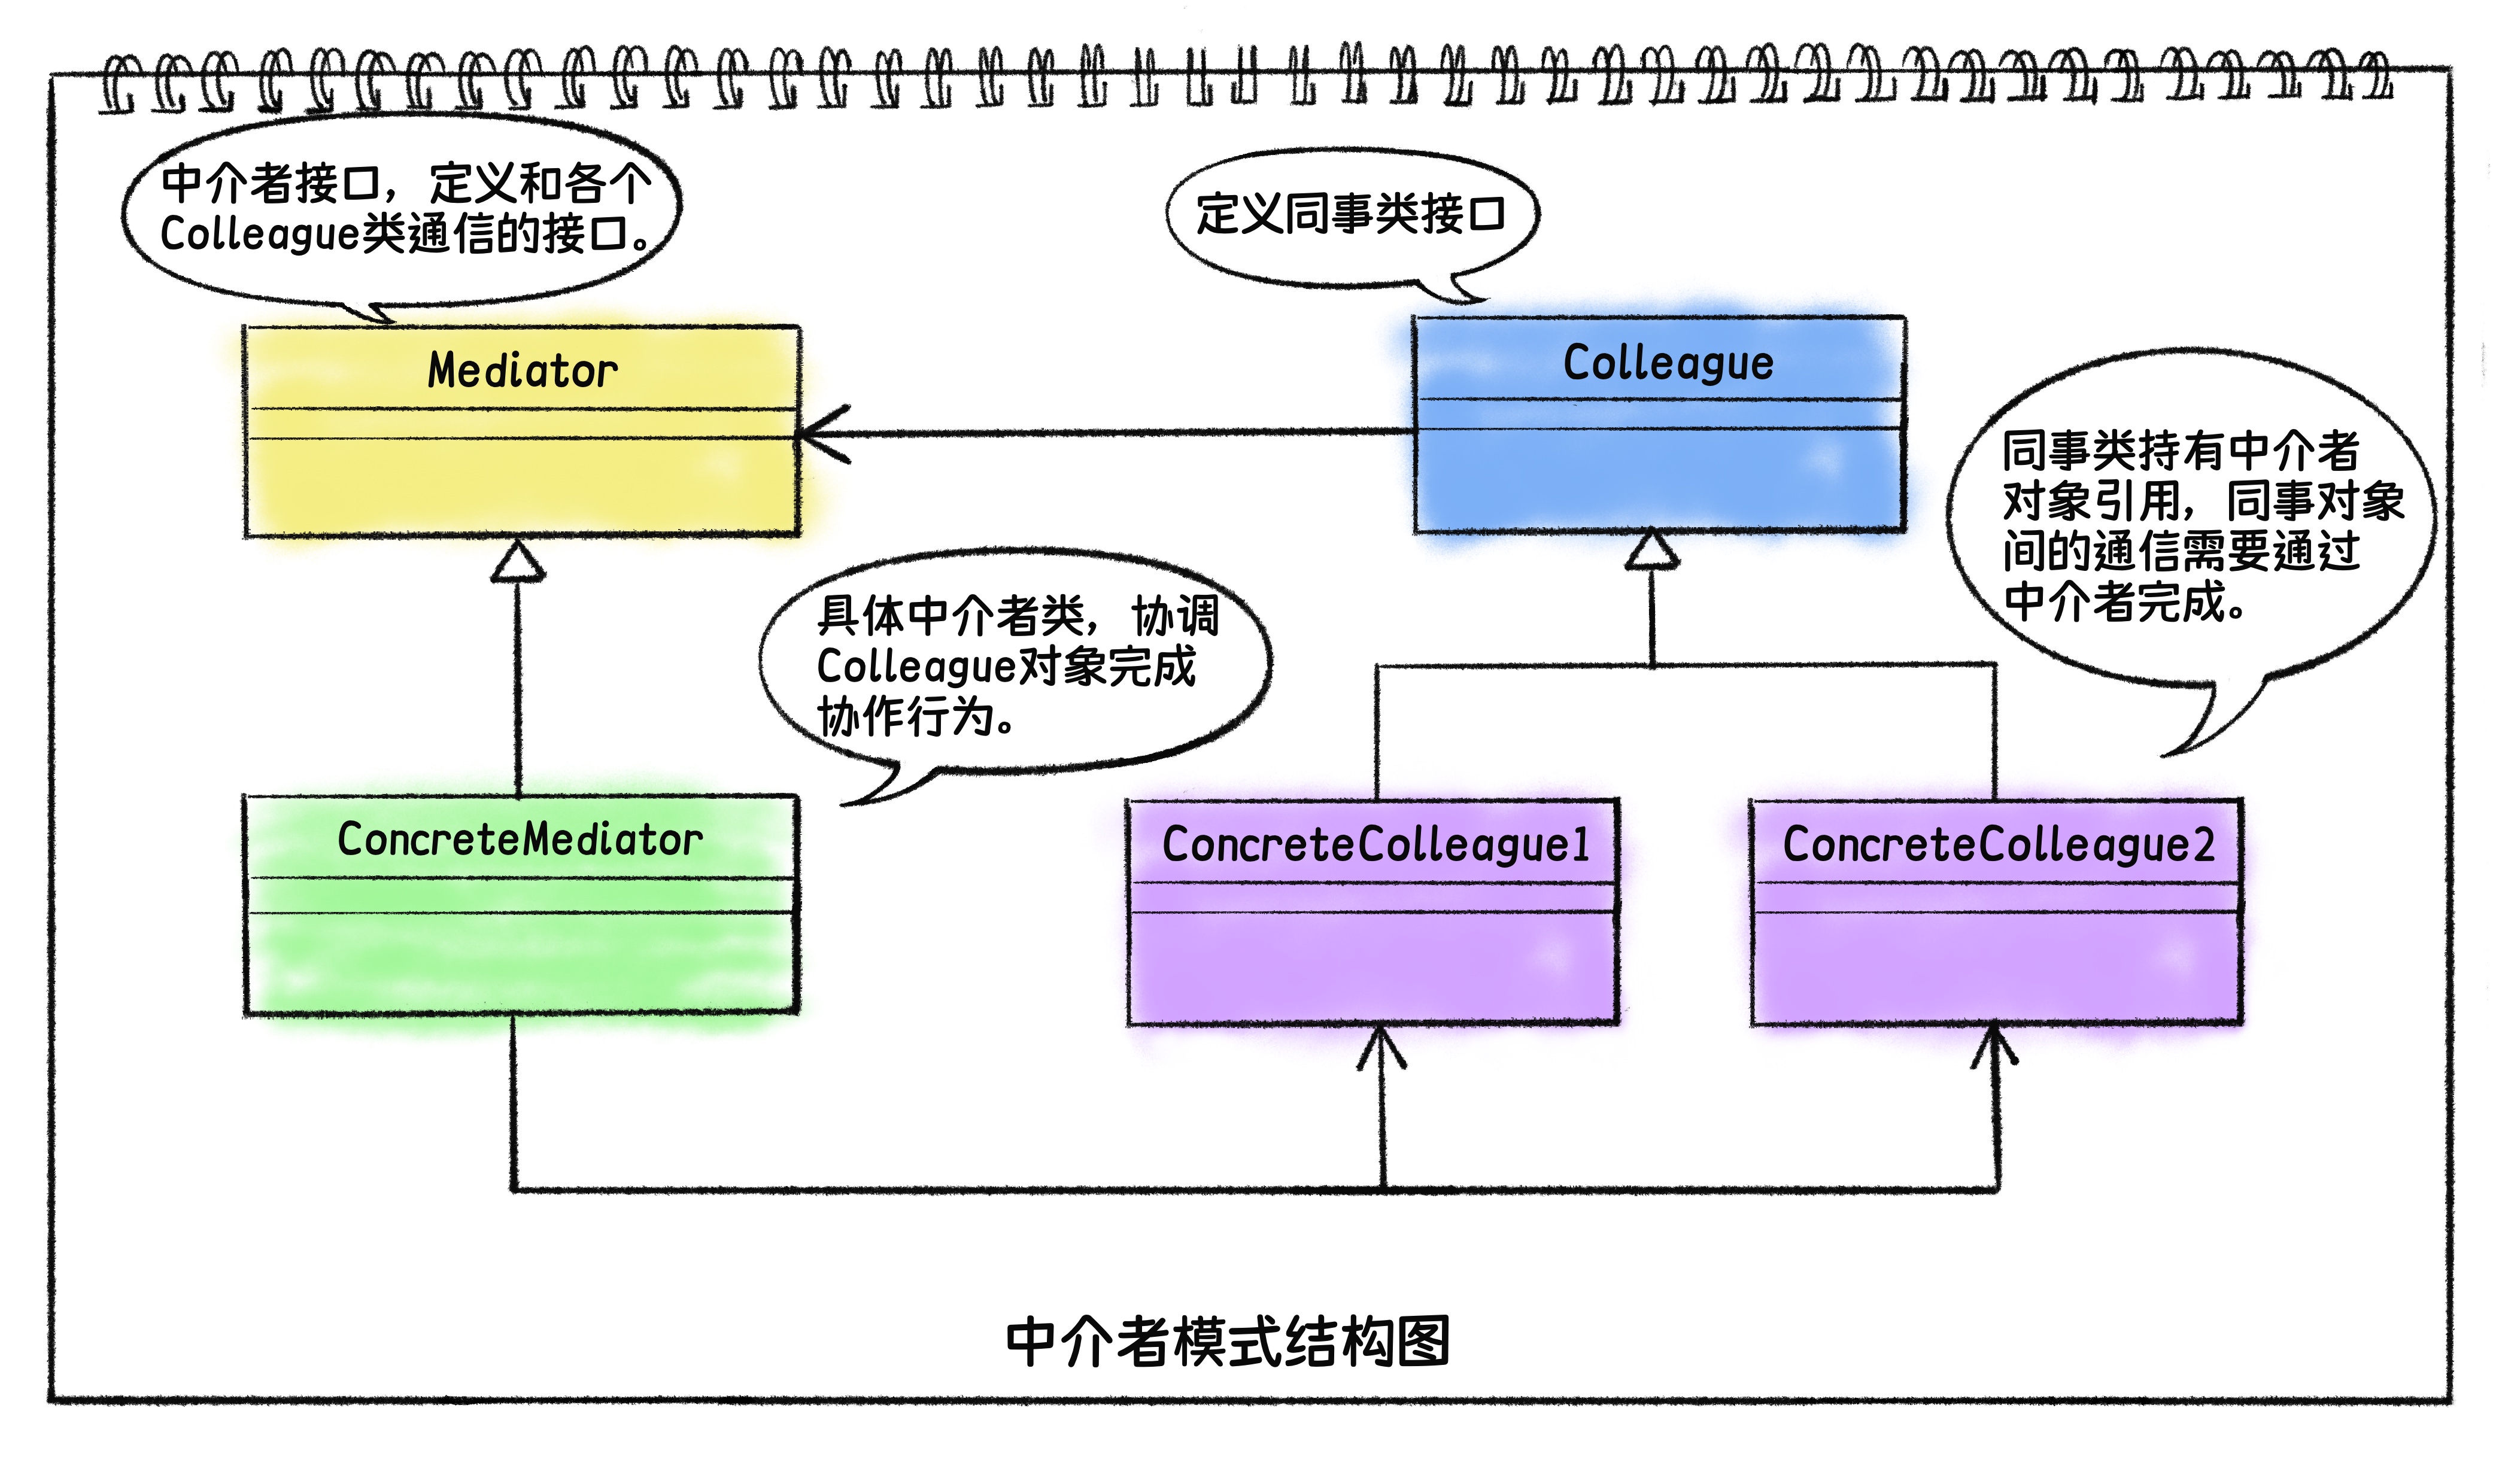 中介者接口，定义和各个
Colleague类通信的接口。
定义同事类接口
Mediator
Colleague
同事类持有中介者
对象引用，同事对象
间的通信需要通过
中介者完成。
具体中介者类，协调
Colleague对象完成
协作行为。
ConcreteMediator
ConcreteColleague1
ConcreteColleague2
中介者模式结构图